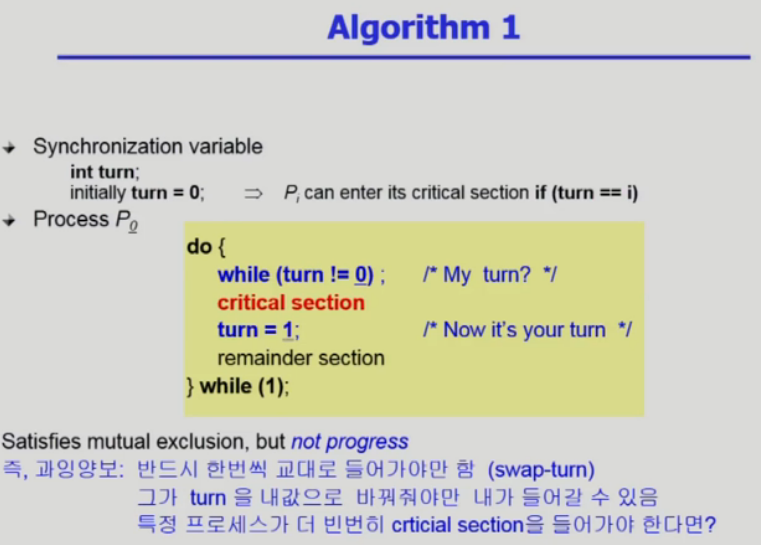 Algorithm 1
Synchronization variable
int turn;
initially turn = 0; ⇒ Pi can enter its critical section if (turn == i)
Process P0
do {
while (turn != 0) ; /* My turn? */
critical section
turn = 1; /* Now it's your turn */
remainder section
} while (1);
Satisfies mutual exclusion, but not progress
즉, 과잉양보: 반드시 한번씩 교대로 들어가야만 함 (swap-turn)
그가 turn 을 내값으로 바꿔줘야만 내가 들어갈 수 있음
특정 프로세스가 더 빈번히 crticial section을 들어가야 한다면?